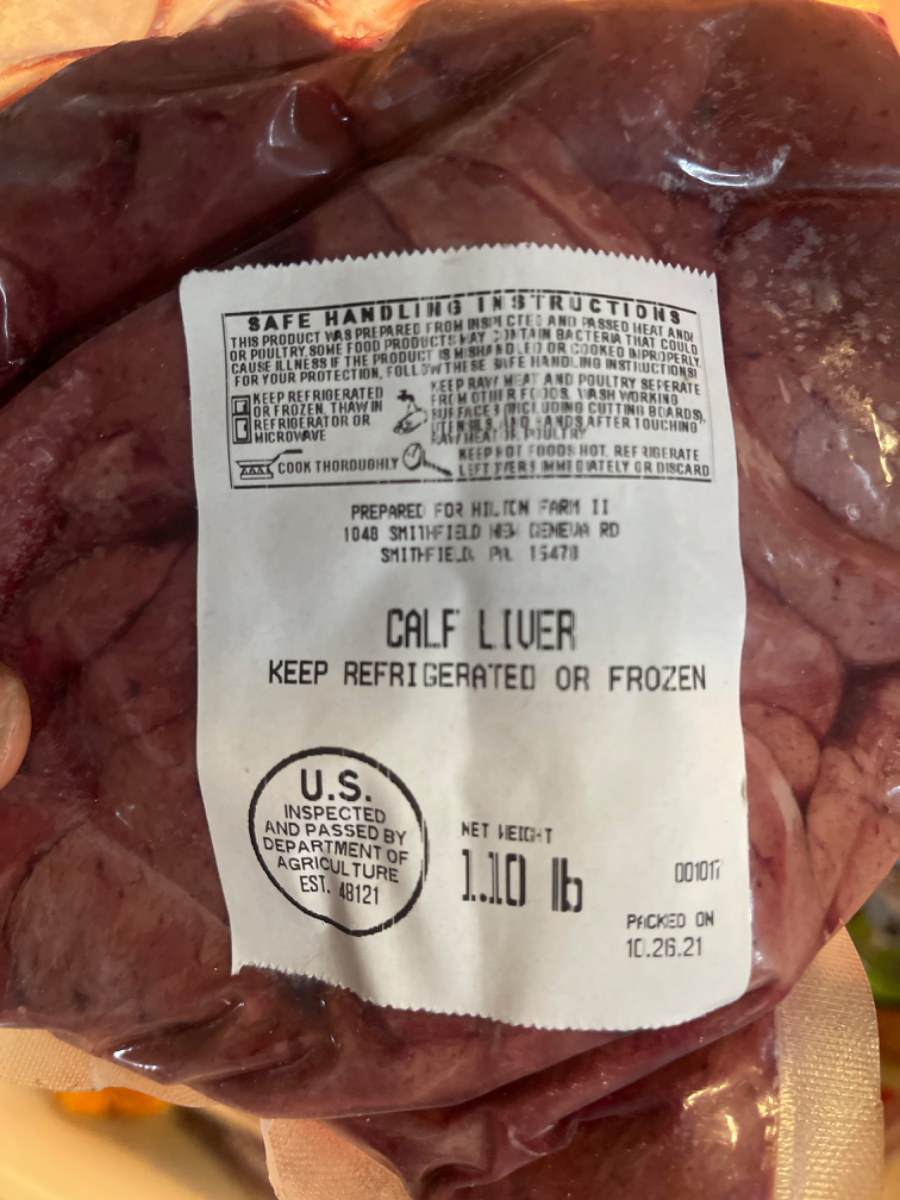 SAFE HANDLING INSTRUCTIONS
THIS PRODUCT WAS PREPARED FROM INSPECTED AND PASSED MEAT AND/
OR POULTRY. SOME FOOD PRODUCTS MAY CONTAIN BACTERIA THAT COULD
CAUSE ILLNESS IF THE PRODUCT IS MISHANDLED OR COOKED IMPROPERLY.
FOR YOUR PROTECTION, FOLLOW THESE SAFE HANDLING INSTRUCTIONS!
KEEP REFRIGERATED
OR FROZEN. THAW IN
REFRIGERATOR OR
MICROWAVE
KEEP RAW MEAT AND POULTRY SEPERATE
FROM OTHER FOODS. WASH WORKING
SURFACES (INCLUDING CUTTING BOARDS),
UTENSILS, AND HANDS AFTER TOUCHING
RAW MEAT OR POULTRY
COOK THOROUGHLY
KEEP HOT FOODS HOT. REFRIGERATE
LEFTOVERS IMMEDIATELY OR DISCARD
PREPARED FOR HILTON FARM II
1048 SMITHFIELD NEW GENEVA RD
SMITHFIELD, PA 15478
CALF LIVER
KEEP REFRIGERATED OR FROZEN
U.S.
INSPECTED
AND PASSED BY
DEPARTMENT OF
AGRICULTURE
EST. 48121
NET WEIGHT
1.10 lb
001017
PACKED ON
10.26.21